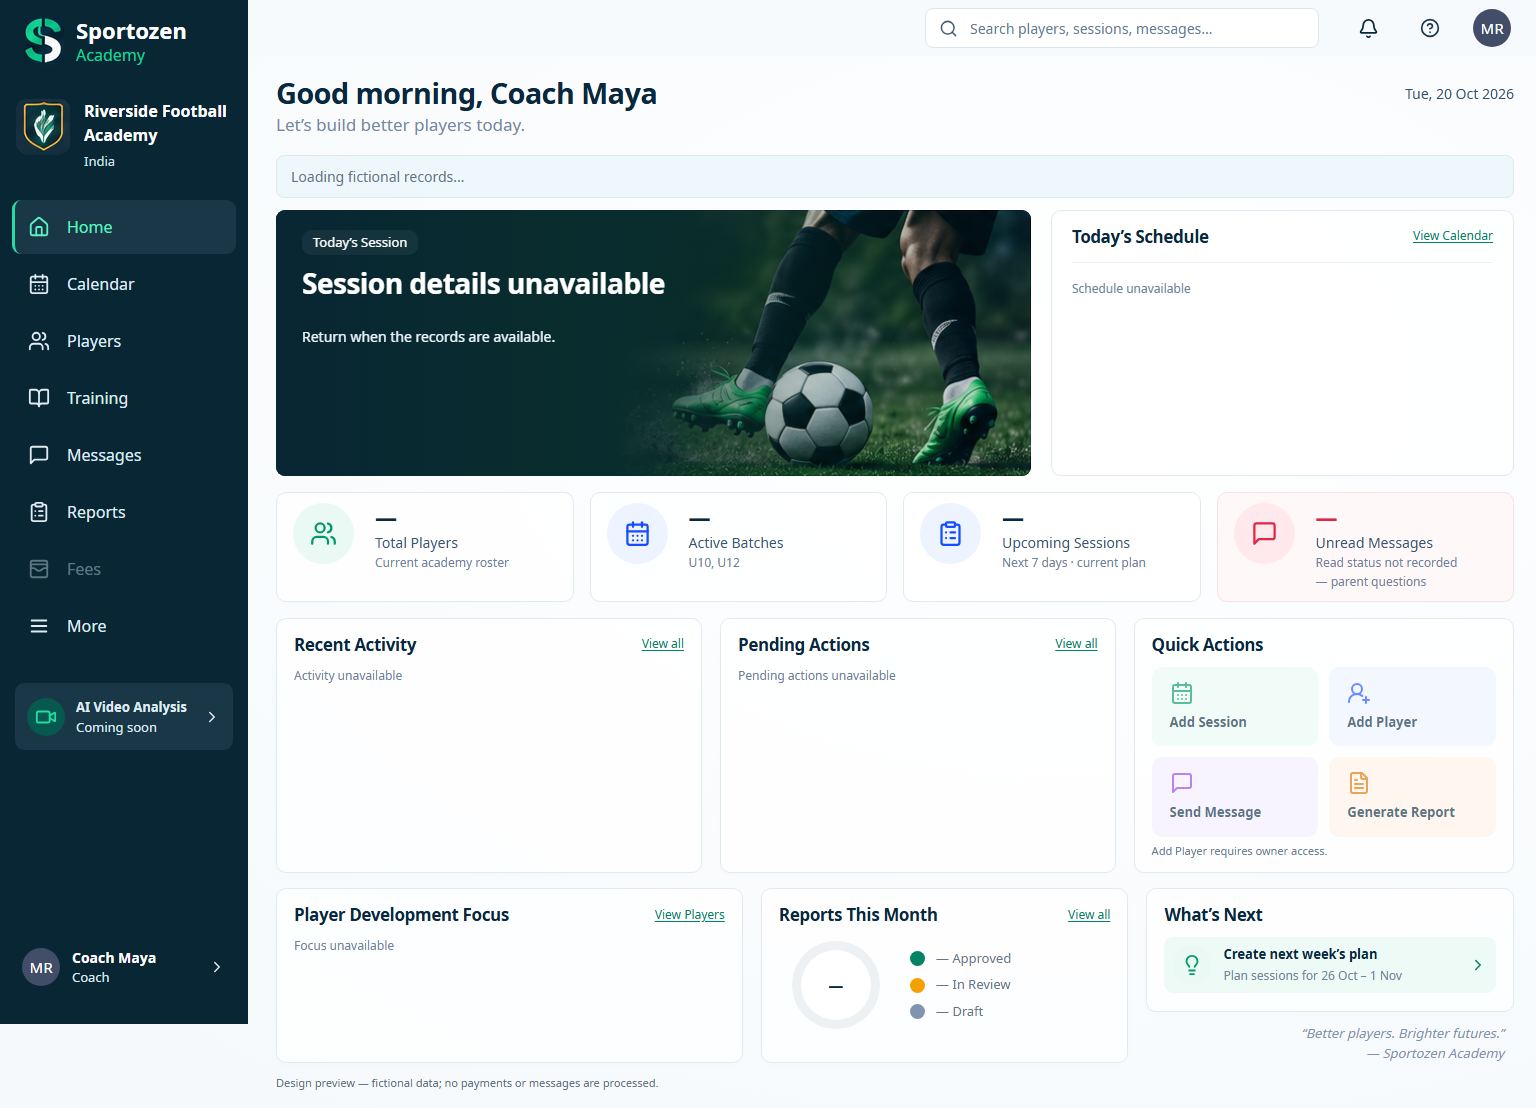 Sportozen
Academy
Riverside Football
Academy
India
Home
Calendar
Players
Training
Messages
Reports
Fees
More
AI Video Analysis
Coming soon
MR
Coach Maya
Coach
Search players, sessions, messages...
MR
Good morning, Coach Maya
Let’s build better players today.
Tue, 20 Oct 2026
Loading fictional records...
Today’s Session
Session details unavailable
Return when the records are available.
Today’s Schedule
View Calendar
Schedule unavailable
—
Total Players
Current academy roster
—
Active Batches
U10, U12
—
Upcoming Sessions
Next 7 days · current plan
—
Unread Messages
Read status not recorded
— parent questions
Recent Activity
View all
Activity unavailable
Pending Actions
View all
Pending actions unavailable
Quick Actions
Add Session
Add Player
Send Message
Generate Report
Add Player requires owner access.
Player Development Focus
View Players
Focus unavailable
Reports This Month
View all
—
— Approved
— In Review
— Draft
What’s Next
Create next week’s plan
Plan sessions for 26 Oct – 1 Nov
“Better players. Brighter futures.”
— Sportozen Academy
Design preview — fictional data; no payments or messages are processed.